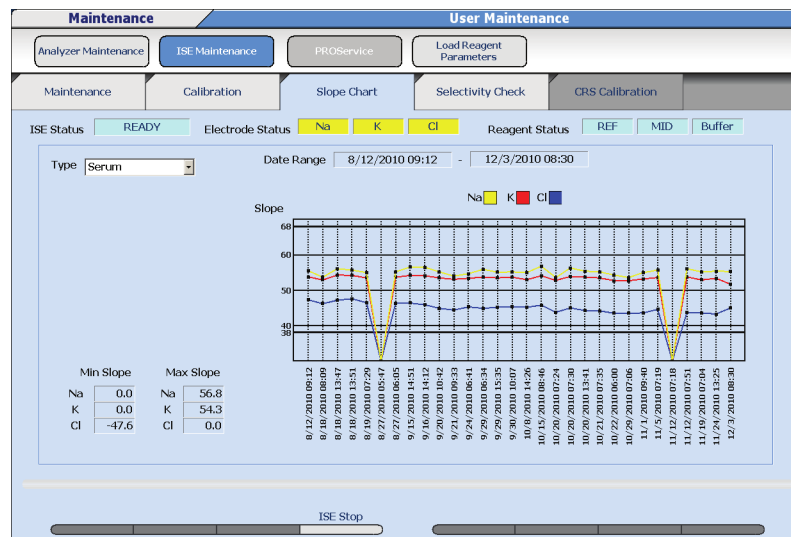 Maintenance
User Maintenance
Analyzer Maintenance
ISE Maintenance
PROService
Load Reagent
Parameters
Maintenance
Calibration
Slope Chart
Selectivity Check
CRS Calibration
ISE Status READY Electrode Status Na K Cl Reagent Status REF MID Buffer
Type Serum
Date Range 8/12/2010 09:12 - 12/3/2010 08:30
Na K Cl
Slope
68
60
50
40
38
8/12/2010 09:12
8/18/2010 08:09
8/18/2010 13:47
8/18/2010 13:51
8/19/2010 07:29
8/27/2010 05:47
8/27/2010 06:05
9/15/2010 14:51
9/16/2010 14:12
9/20/2010 10:42
9/21/2010 09:33
9/24/2010 06:41
9/29/2010 06:34
9/29/2010 15:35
9/30/2010 10:07
10/8/2010 14:26
10/15/2010 08:46
10/20/2010 07:24
10/20/2010 07:30
10/20/2010 13:41
10/21/2010 07:35
10/22/2010 06:00
10/29/2010 07:06
11/1/2010 09:40
11/5/2010 07:19
11/12/2010 07:18
11/12/2010 07:51
11/19/2010 07:04
11/24/2010 13:25
12/3/2010 08:30
Min Slope Max Slope
Na 0.0 Na 56.8
K 0.0 K 54.3
Cl -47.6 Cl 0.0
ISE Stop